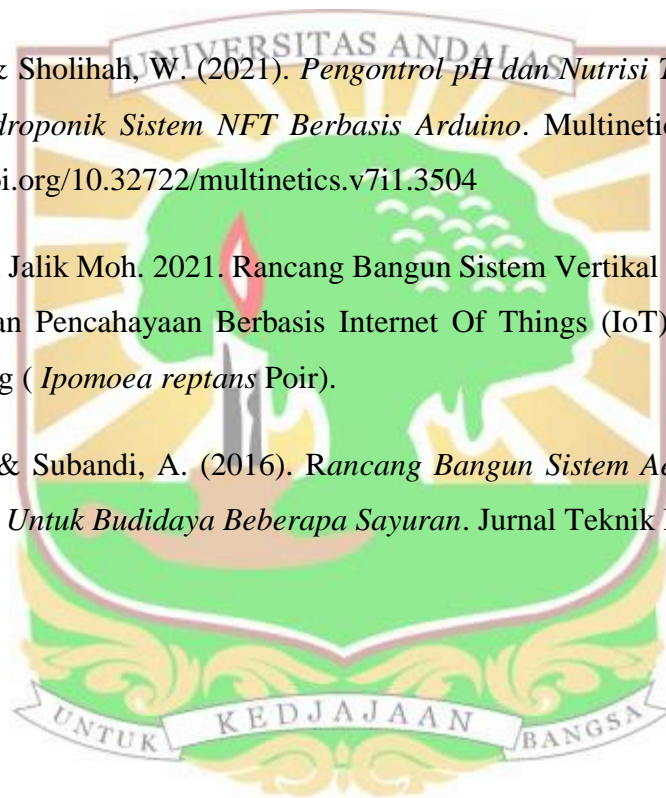 UNIVERSITAS ANDALAS
& Sholihah, W. (2021). Pengontrol pH dan Nutrisi T
droponik Sistem NFT Berbasis Arduino. Multinetic
oi.org/10.32722/multinetics.v7i1.3504
Jalik Moh. 2021. Rancang Bangun Sistem Vertikal
an Pencahayaan Berbasis Internet Of Things (IoT)
g ( Ipomoea reptans Poir).
& Subandi, A. (2016). Rancang Bangun Sistem Ae
Untuk Budidaya Beberapa Sayuran. Jurnal Teknik
UNTUK KEDJAJAAN BANGSA